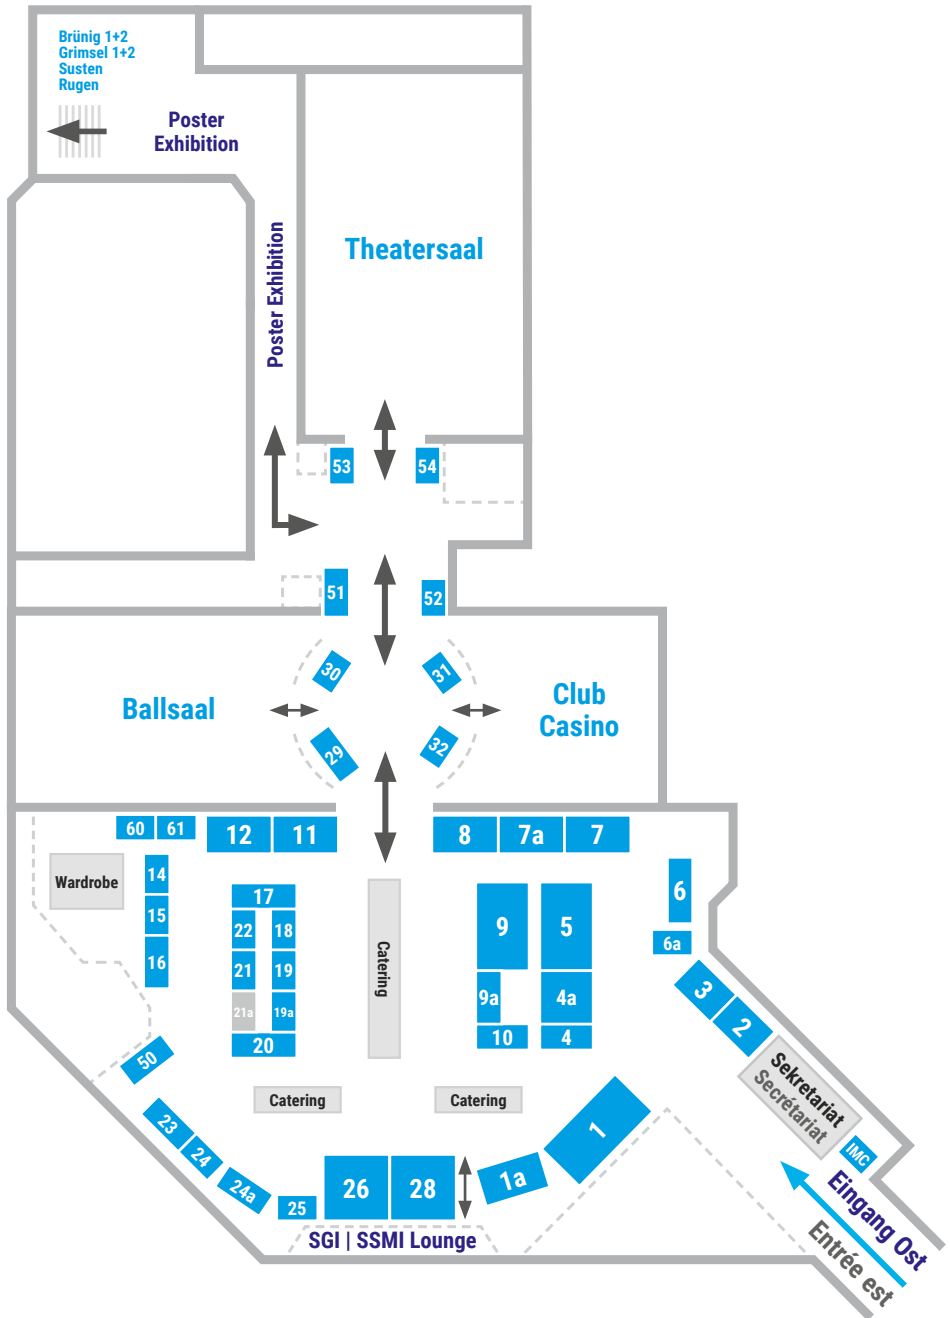 Brünig 1+2
Grimsel 1+2
Susten
Rugen
Poster
Exhibition
Poster Exhibition
Theatersaal
53
54
51
52
30
31
Ballsaal
Club
Casino
29
32
60
61
12
11
8
7a
7
Wardrobe
14
15
16
17
22
18
21
19
21a
19a
20
Catering
9
5
9a
4a
10
4
6
6a
3
2
Sekretariat
Secrétariat
IMC
Eingang Ost
Entrée est
50
Catering
Catering
23
24
24a
25
26
28
1a
1
SGI | SSMI Lounge